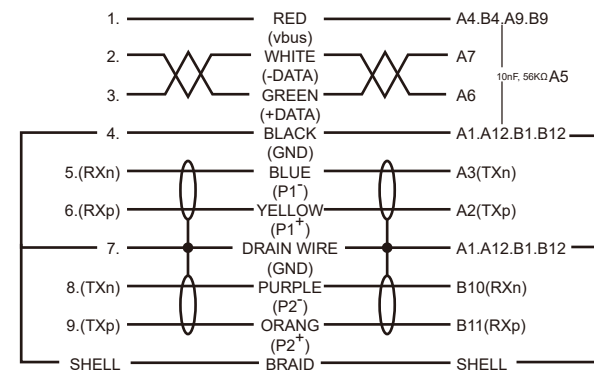 1. RED A4.B4.A9.B9
(vbus)
2. WHITE A7
(-DATA)
10nF, 56KΩ A5
3. GREEN A6
(+DATA)
4. BLACK A1.A12.B1.B12
(GND)
5.(RXn) BLUE A3(TXn)
(P1-)
6.(RXp) YELLOW A2(TXp)
(P1+)
7. DRAIN WIRE A1.A12.B1.B12
(GND)
8.(TXn) PURPLE B10(RXn)
(P2-)
9.(TXp) ORANG B11(RXp)
(P2+)
SHELL BRAID SHELL